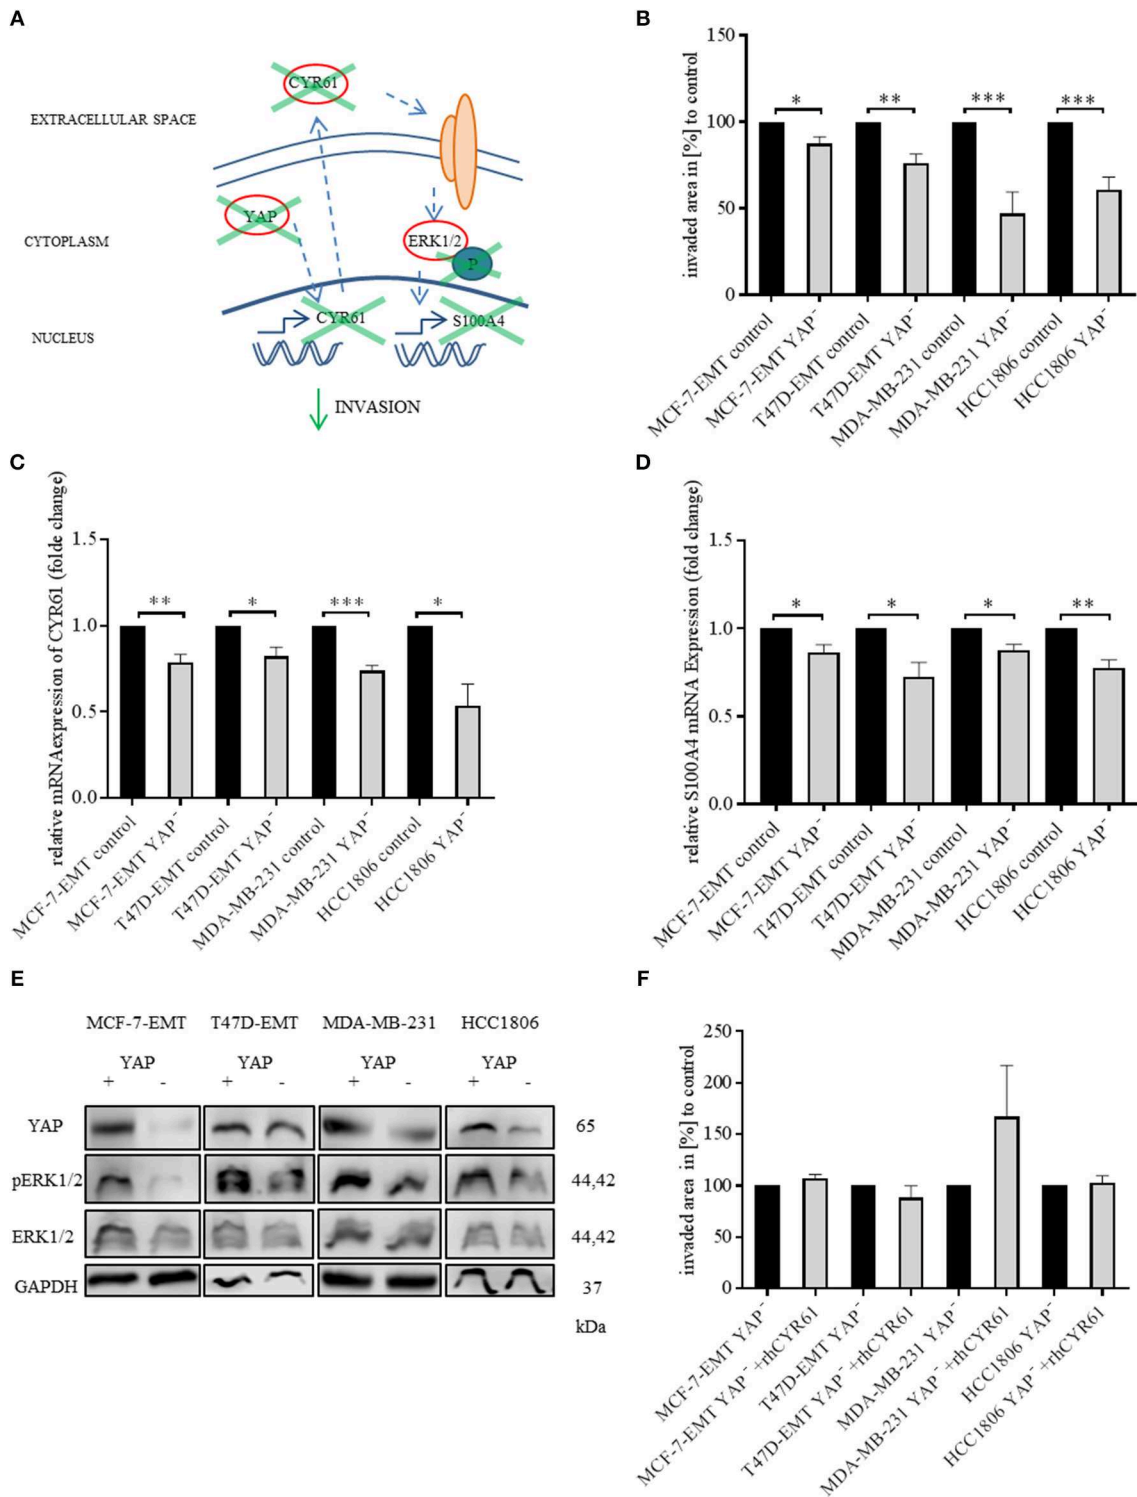 A
CYR61
EXTRACELLULAR SPACE
YAP
CYTOPLASM
ERK1/2
P
CYR61
S100A4
NUCLEUS
INVASION
B
invaded area in [%] to control
150
100
50
0
*
**
***
***
MCF-7-EMT control
MCF-7-EMT YAP⁻
T47D-EMT control
T47D-EMT YAP⁻
MDA-MB-231 control
MDA-MB-231 YAP⁻
HCC1806 control
HCC1806 YAP⁻
C
relative mRNAexpression of CYR61 (folde change)
1.5
1.0
0.5
0.0
**
*
***
*
MCF-7-EMT control
MCF-7-EMT YAP⁻
T47D-EMT control
T47D-EMT YAP⁻
MDA-MB-231 control
MDA-MB-231 YAP⁻
HCC1806 control
HCC1806 YAP⁻
D
relative S100A4 mRNA Expression (fold change)
1.5
1.0
0.5
0.0
*
*
*
**
MCF-7-EMT control
MCF-7-EMT YAP⁻
T47D-EMT control
T47D-EMT YAP⁻
MDA-MB-231 control
MDA-MB-231 YAP⁻
HCC1806 control
HCC1806 YAP⁻
E
MCF-7-EMT T47D-EMT MDA-MB-231 HCC1806
YAP YAP YAP YAP
+ - + - + - + -
YAP 65
pERK1/2 44,42
ERK1/2 44,42
GAPDH 37
kDa
F
invaded area in [%] to control
250
200
150
100
50
0
MCF-7-EMT YAP⁻
MCF-7-EMT YAP⁻+rhCYR61
T47D-EMT YAP⁻
T47D-EMT YAP⁻+rhCYR61
MDA-MB-231 YAP⁻
MDA-MB-231 YAP⁻+rhCYR61
HCC1806 YAP⁻
HCC1806 YAP⁻+rhCYR61